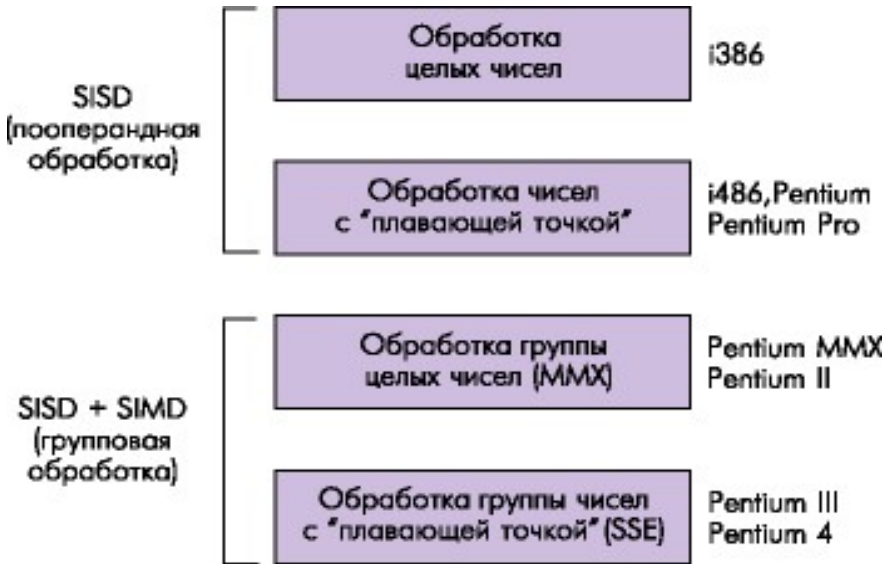 Обработка
целых чисел
i386
SISD
(пооперандная
обработка)
Обработка чисел
с "плавающей точкой"
i486,Pentium
Pentium Pro
Обработка группы
целых чисел (MMX)
Pentium MMX
Pentium II
SISD + SIMD
(групповая
обработка)
Обработка группы чисел
с "плавающей точкой"(SSE)
Pentium III
Pentium 4